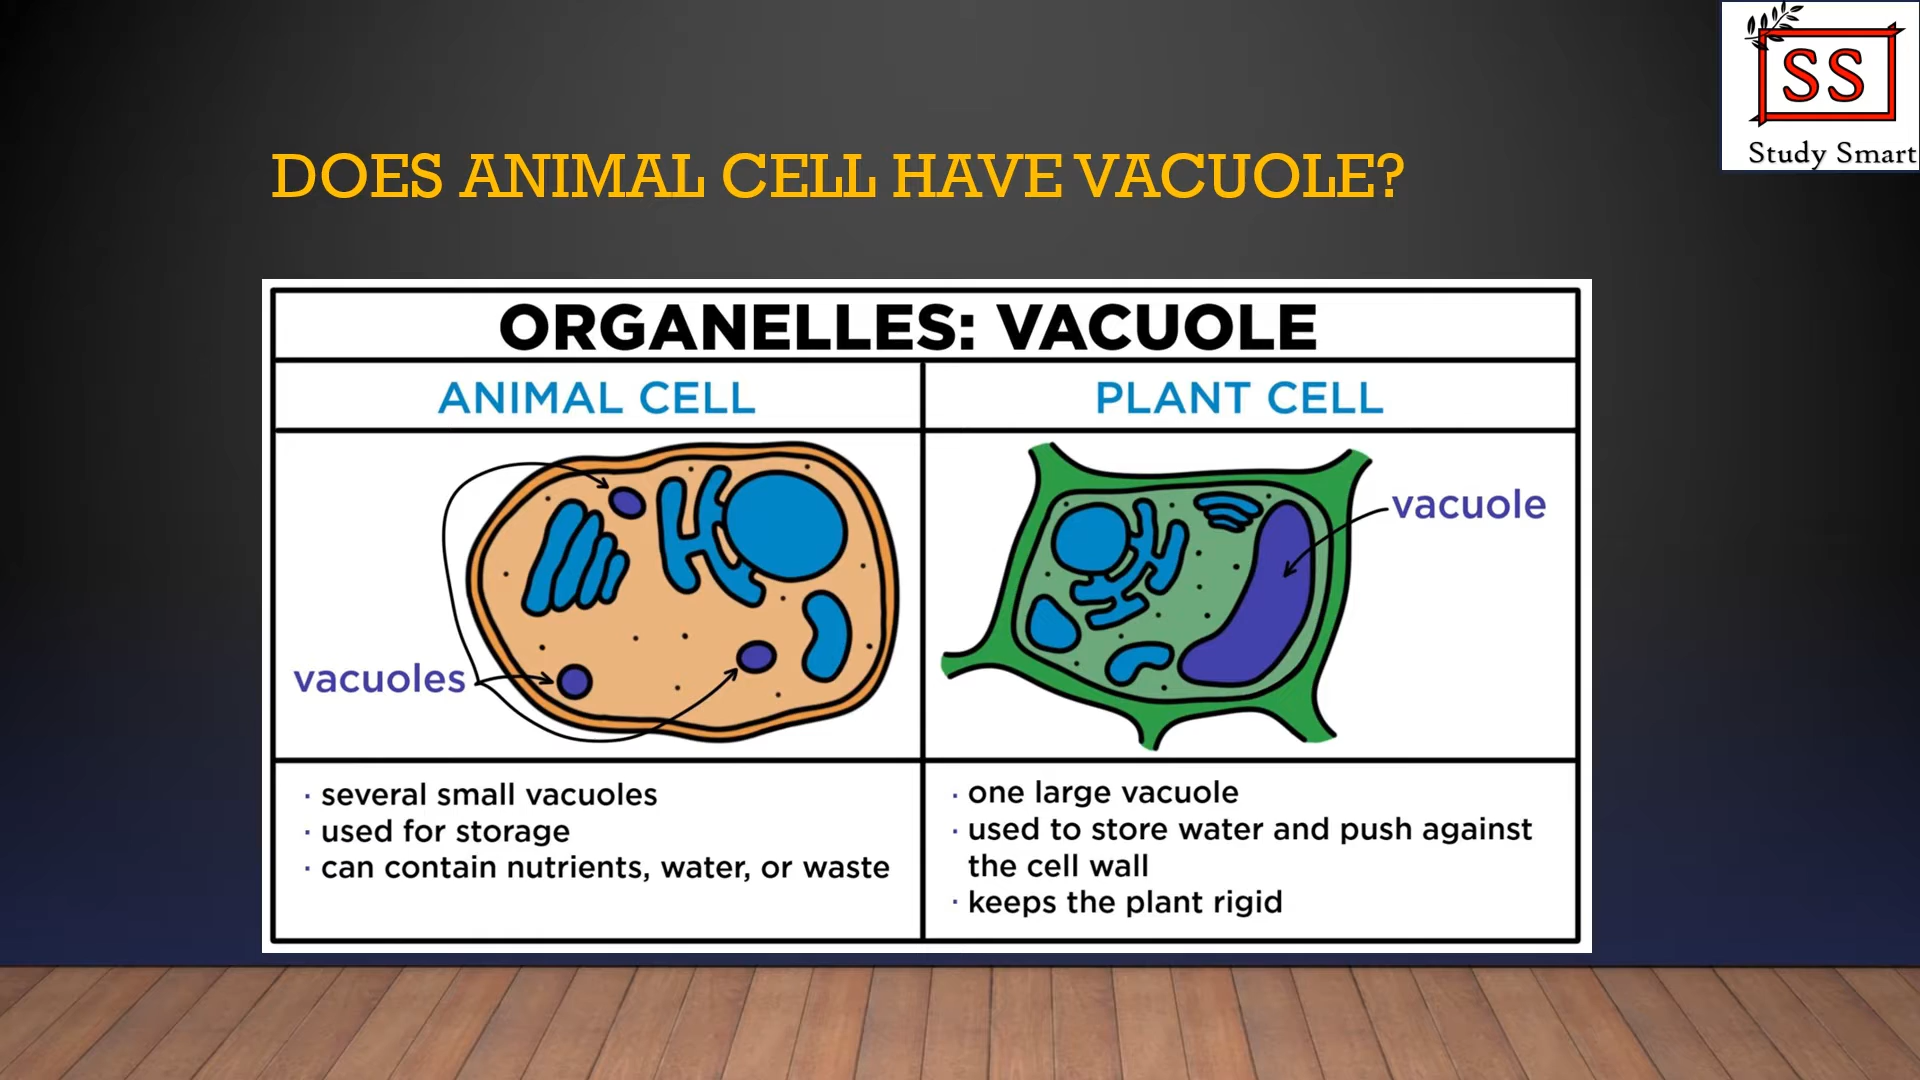 SS
Study Smart
DOES ANIMAL CELL HAVE VACUOLE?
ORGANELLES: VACUOLE
ANIMAL CELL
PLANT CELL
vacuoles
vacuole
· several small vacuoles
· used for storage
· can contain nutrients, water, or waste
· one large vacuole
· used to store water and push against
the cell wall
· keeps the plant rigid